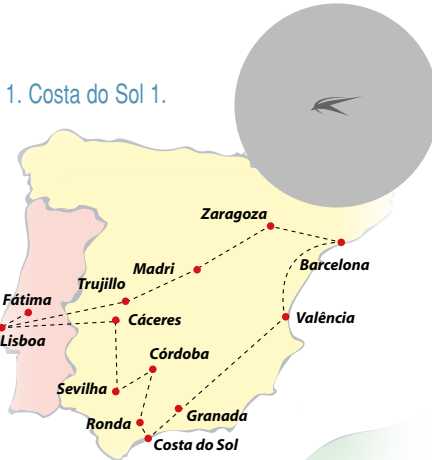 1. Costa do Sol 1.
Zaragoza
Madri
Barcelona
Trujillo
Fátima
Cáceres
Valência
Lisboa
Córdoba
Sevilha
Granada
Ronda
Costa do Sol